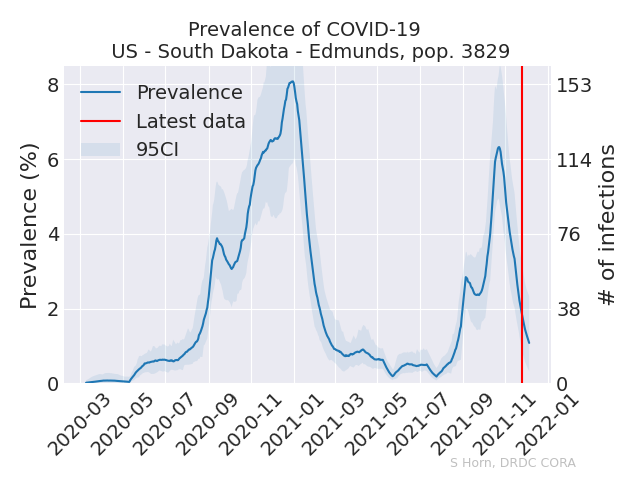 Prevalence of COVID-19
US - South Dakota - Edmunds, pop. 3829
Prevalence (%)
8
6
4
2
0
Prevalence
Latest data
95CI
153
114
76
38
0
# of infections
2020-03
2020-05
2020-07
2020-09
2020-11
2021-01
2021-03
2021-05
2021-07
2021-09
2021-11
2022-01
S Horn, DRDC CORA